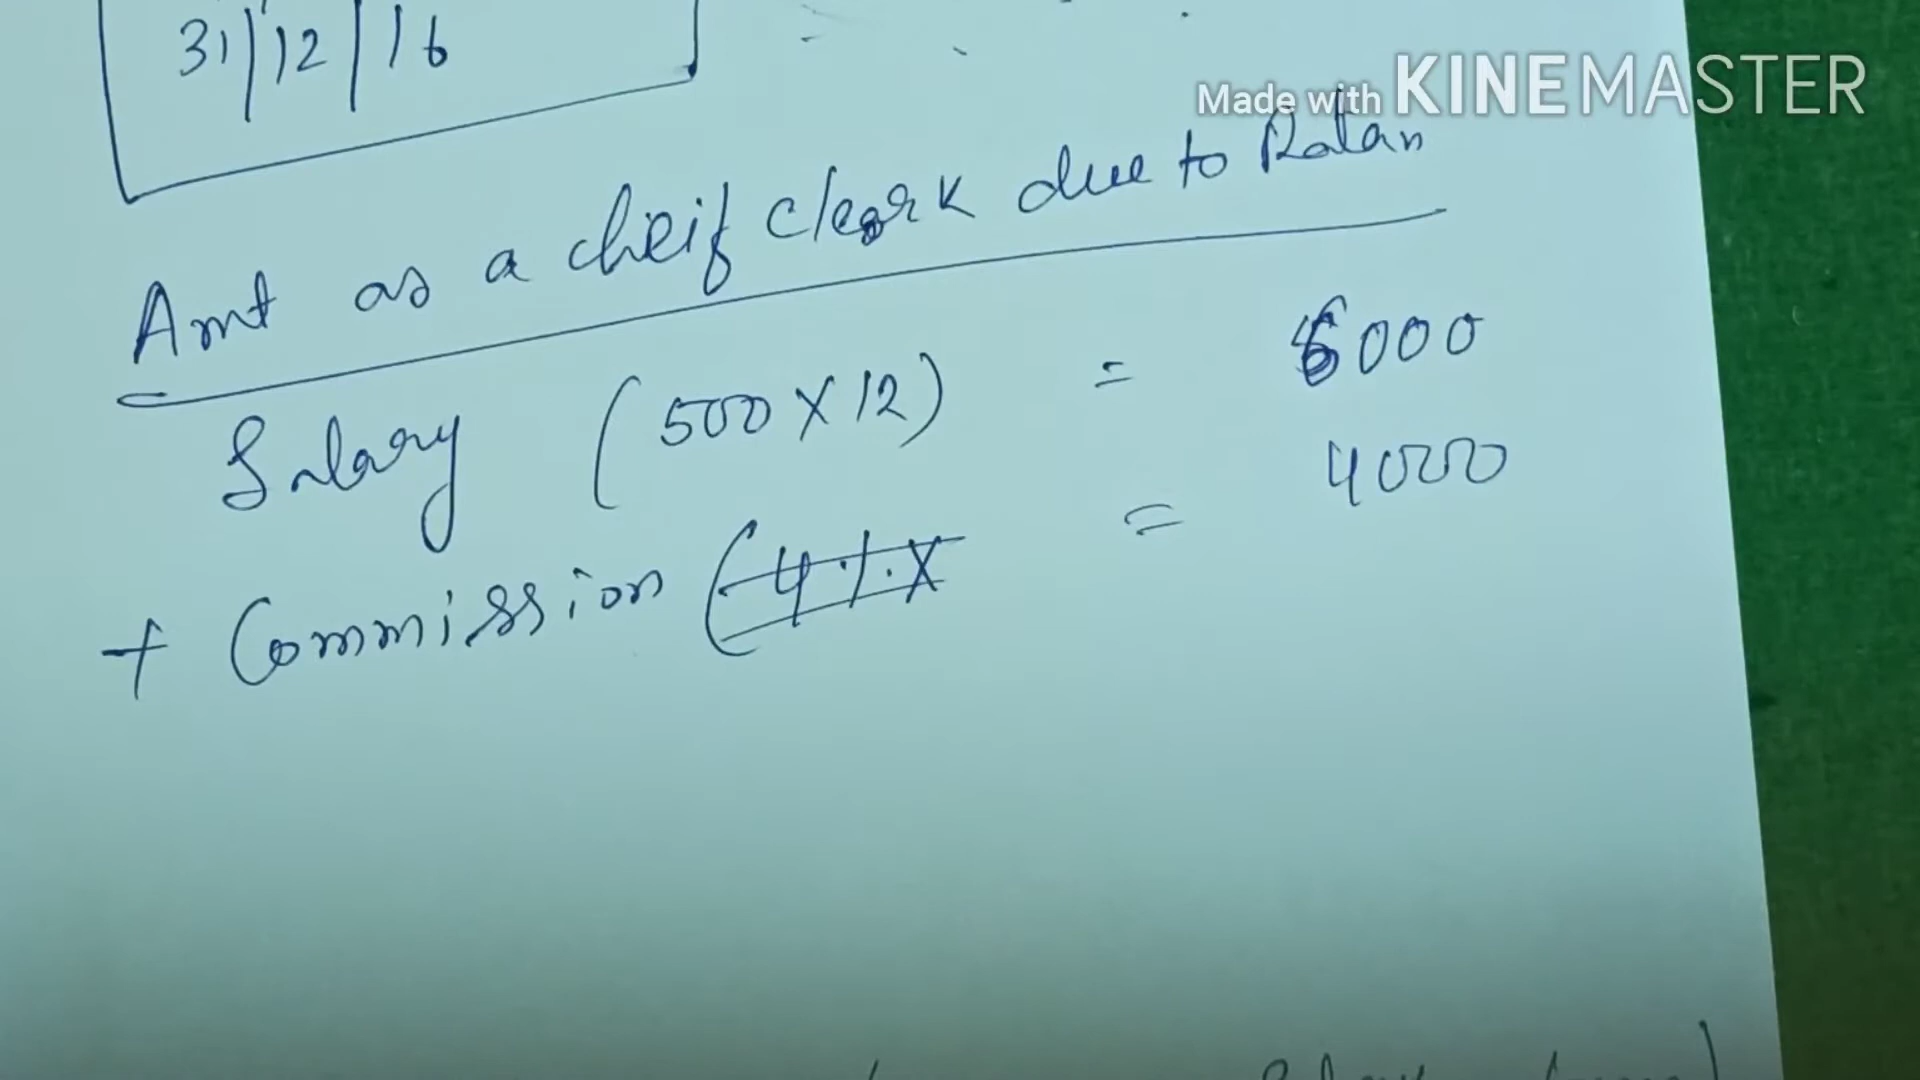 31/12/16
Made with KINEMASTER
Amt as a cheif clerk due to Ratan
Salary (500 X 12) = 6000
+ Commission (4% X = 4000